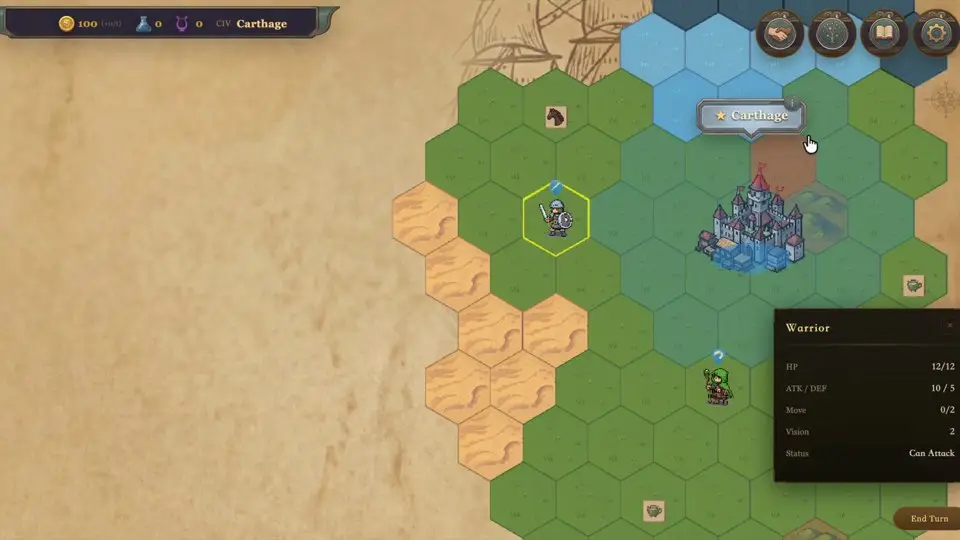 100 (+10/t) 0 0 CIV Carthage
Carthage
Warrior
HP 12/12
ATK / DEF 10 / 5
Move 0/2
Vision 2
Status Can Attack
End Turn